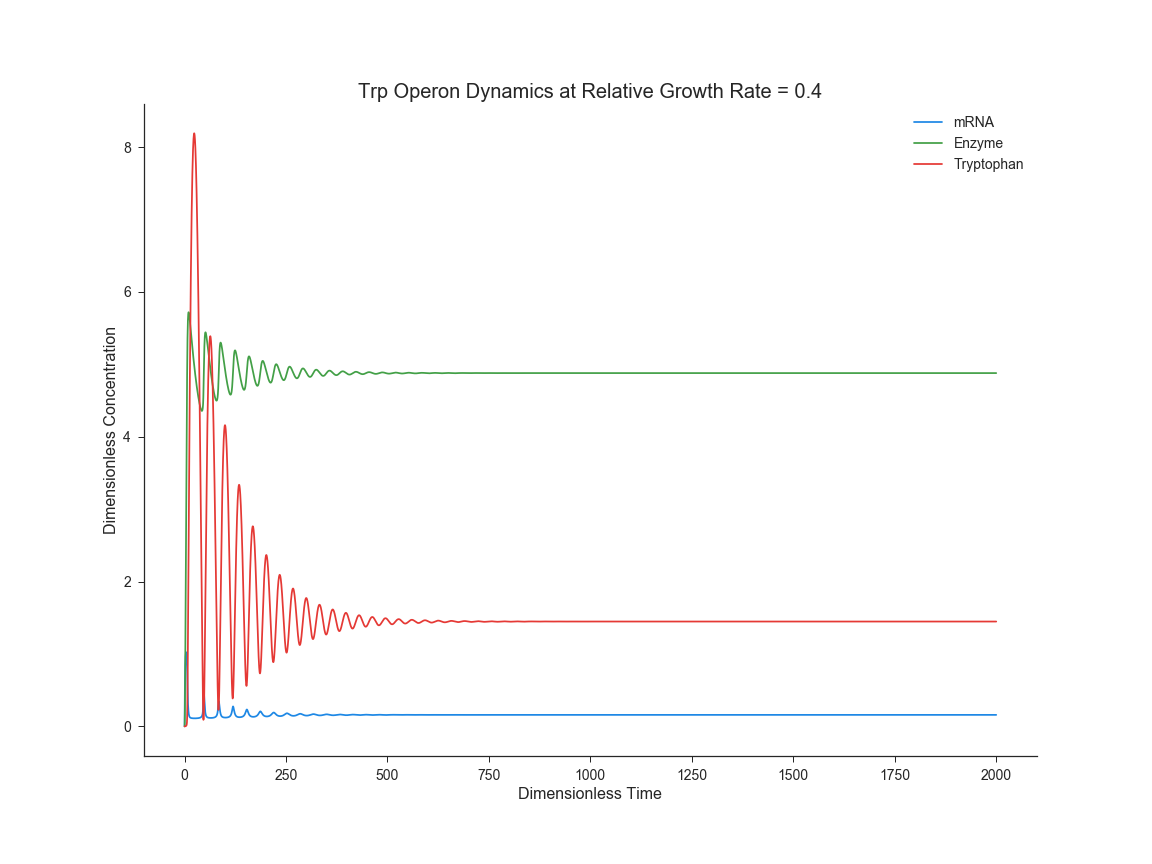 Trp Operon Dynamics at Relative Growth Rate = 0.4
mRNA
Enzyme
Tryptophan
Dimensionless Concentration
8
6
4
2
0
0 250 500 750 1000 1250 1500 1750 2000
Dimensionless Time